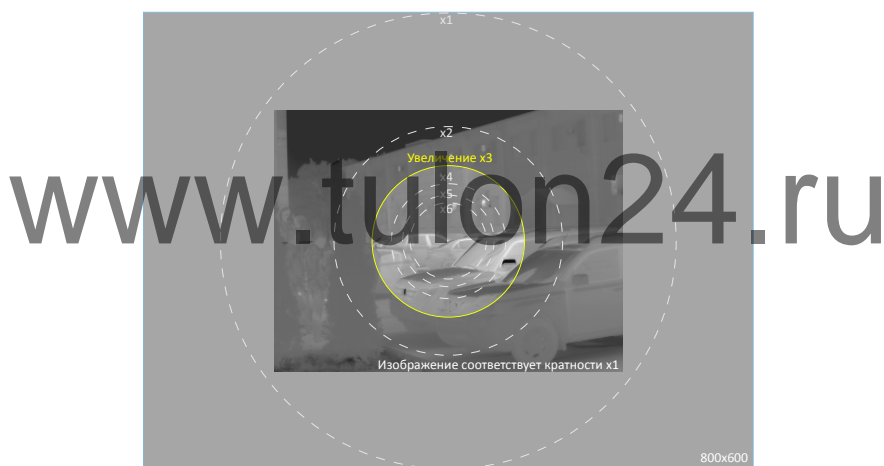 x1
x2
Увеличение x3
x4
x5
x6
www.tulon24.ru
Изображение соответствует кратности x1
800x600